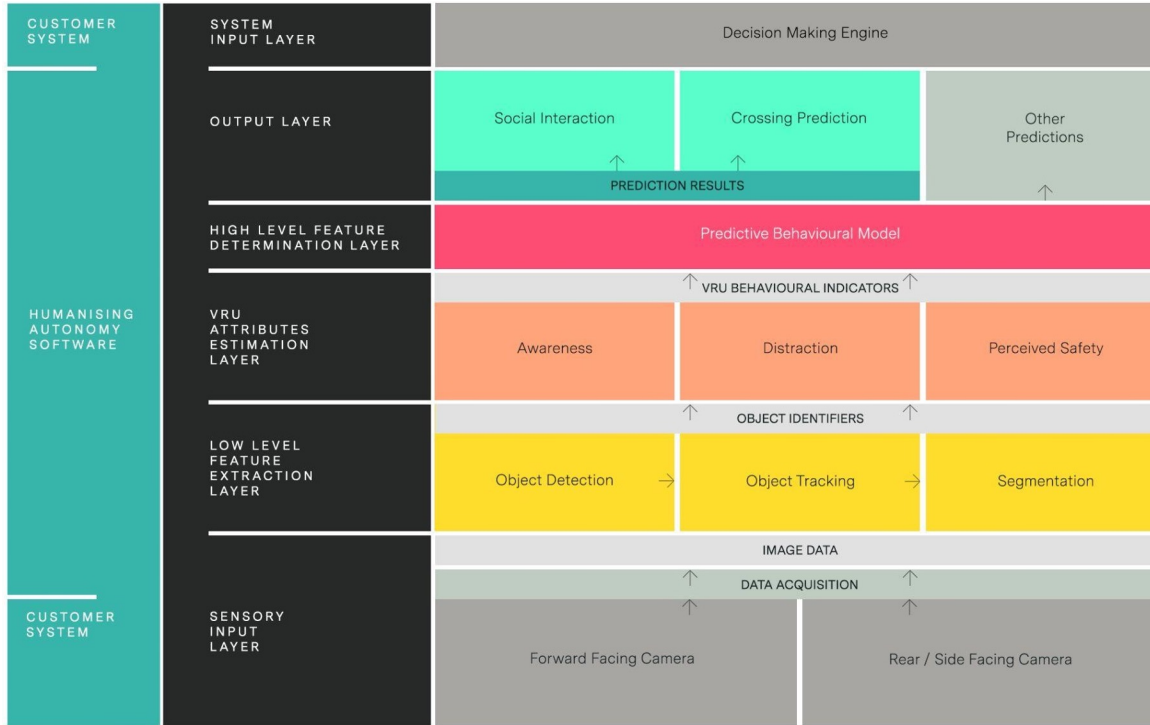 CUSTOMER
SYSTEM
SYSTEM
INPUT LAYER
Decision Making Engine
HUMANISING
AUTONOMY
SOFTWARE
OUTPUT LAYER
Social Interaction
Crossing Prediction
Other
Predictions
PREDICTION RESULTS
HIGH LEVEL FEATURE
DETERMINATION LAYER
Predictive Behavioural Model
VRU BEHAVIOURAL INDICATORS
VRU
ATTRIBUTES
ESTIMATION
LAYER
Awareness
Distraction
Perceived Safety
OBJECT IDENTIFIERS
LOW LEVEL
FEATURE
EXTRACTION
LAYER
Object Detection
Object Tracking
Segmentation
IMAGE DATA
DATA ACQUISITION
CUSTOMER
SYSTEM
SENSORY
INPUT
LAYER
Forward Facing Camera
Rear / Side Facing Camera